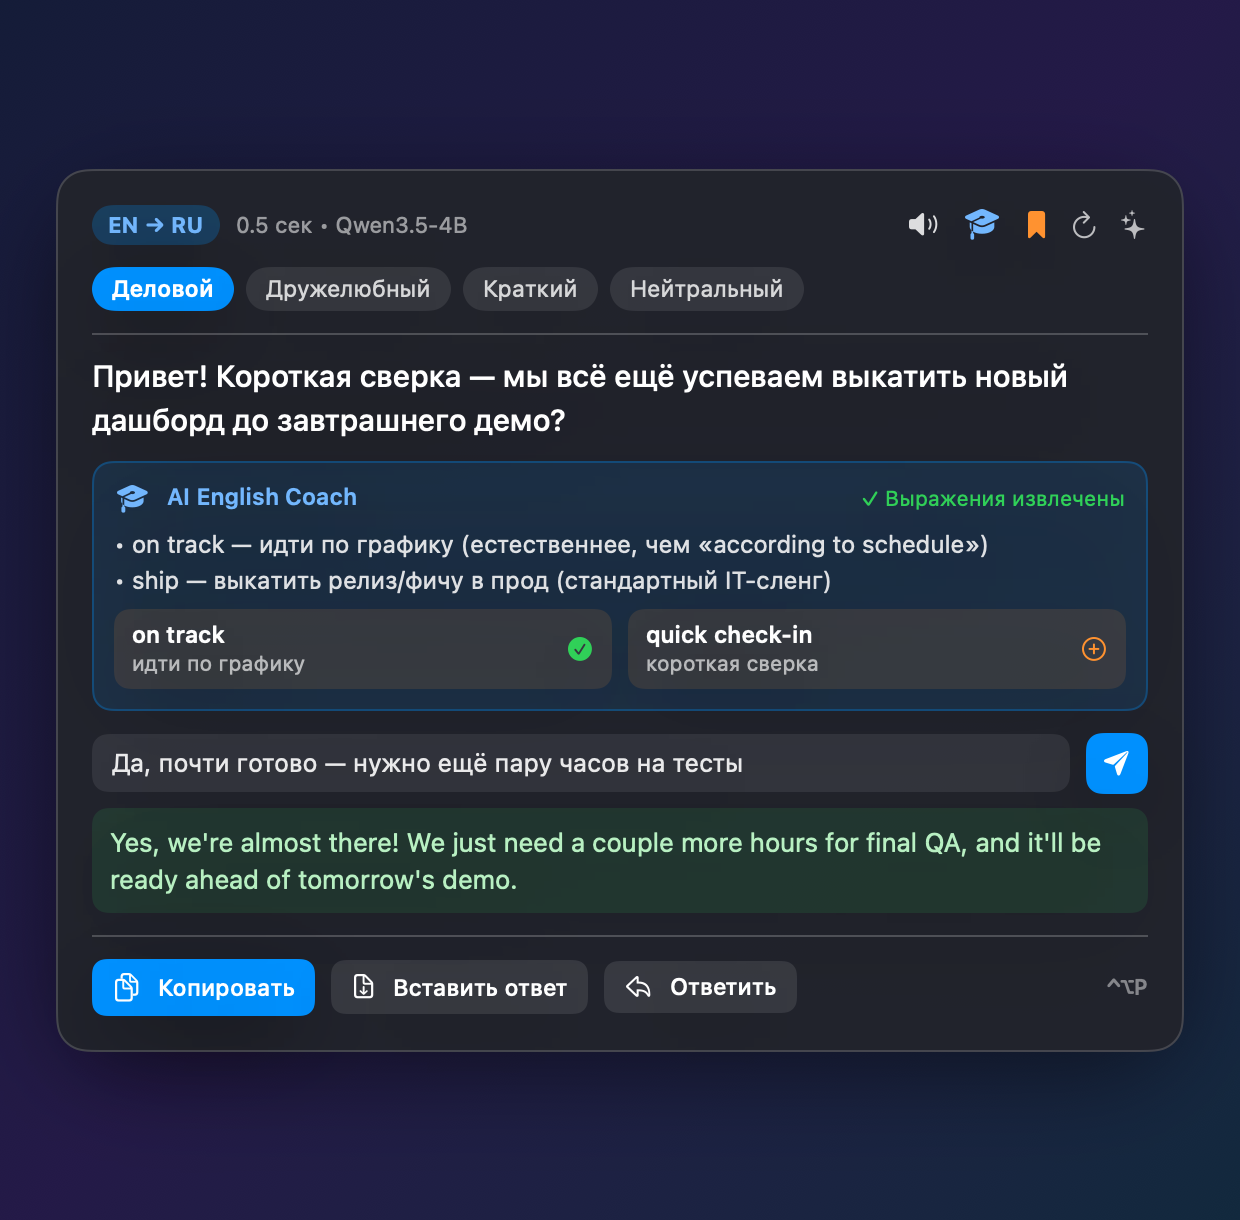 EN → RU 0.5 сек • Qwen3.5-4B
Деловой Дружелюбный Краткий Нейтральный
Привет! Короткая сверка — мы всё ещё успеваем выкатить новый
дашборд до завтрашнего демо?
AI English Coach ✓ Выражения извлечены
• on track — идти по графику (естественнее, чем «according to schedule»)
• ship — выкатить релиз/фичу в прод (стандартный IT-сленг)
on track
идти по графику
quick check-in
короткая сверка
Да, почти готово — нужно ещё пару часов на тесты
Yes, we're almost there! We just need a couple more hours for final QA, and it'll be
ready ahead of tomorrow's demo.
Копировать Вставить ответ Ответить ^⌥P